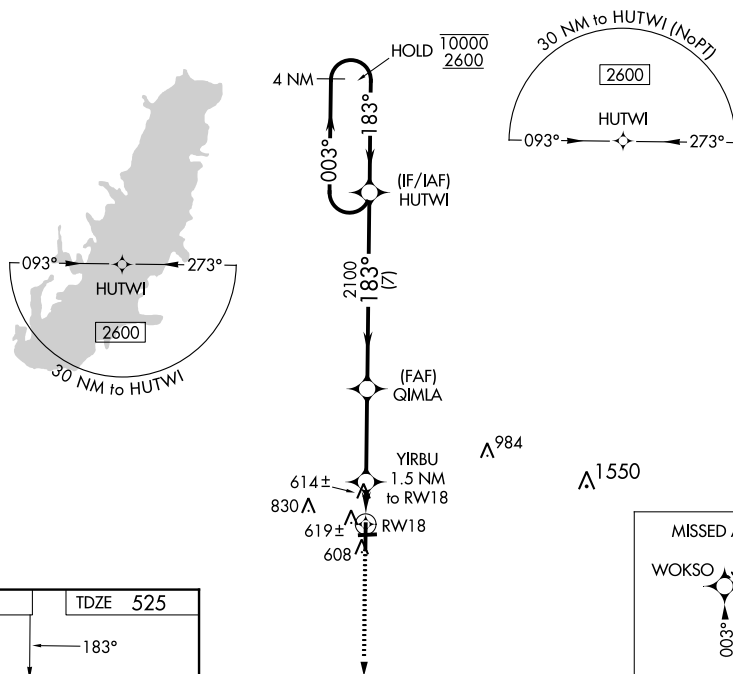 HOLD 10000
2600
4 NM
003°
183°
(IF/IAF)
HUTWI
30 NM to HUTWI (NoPT)
2600
HUTWI
093°
273°
093°
273°
HUTWI
2600
30 NM to HUTWI
2100
183°
(7)
(FAF)
QIMLA
YIRBU
1.5 NM
to RW18
984
1550
614±
830
619±
RW18
608
TDZE 525
183°
MISSED
WOKSO
003°